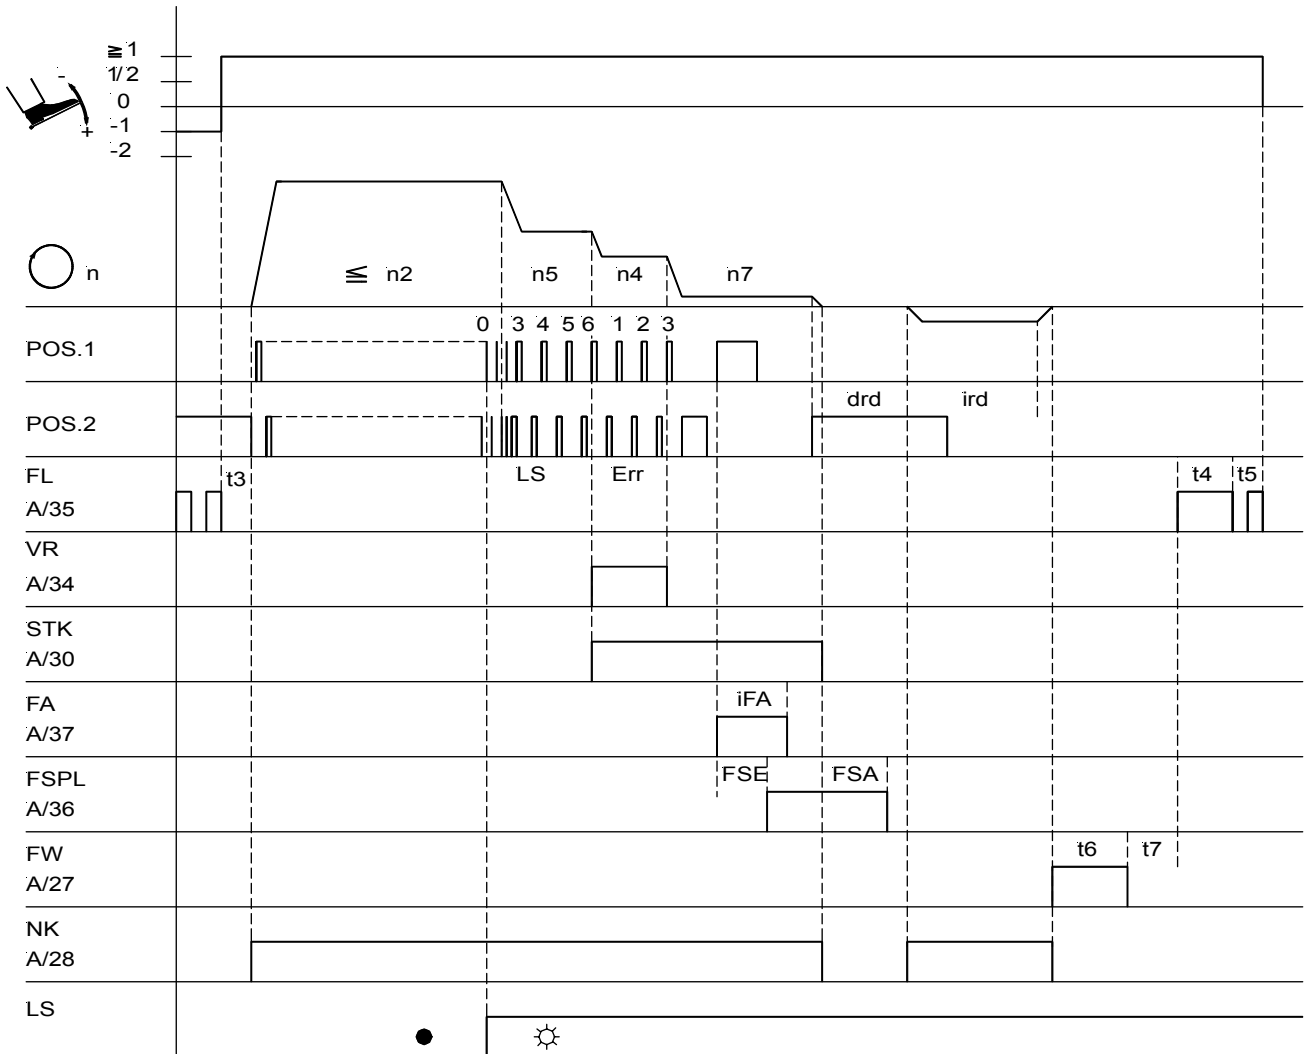 ≧1
1/2
-
0
-1
+
-2
n
≦ n2
n5
n4
n7
0 3 4 5 6 1 2 3
POS.1
drd ird
POS.2
FL
t3
LS
Err
t4
t5
A/35
VR
A/34
STK
A/30
FA
iFA
A/37
FSPL
FSE
FSA
A/36
FW
t6
t7
A/27
NK
A/28
LS